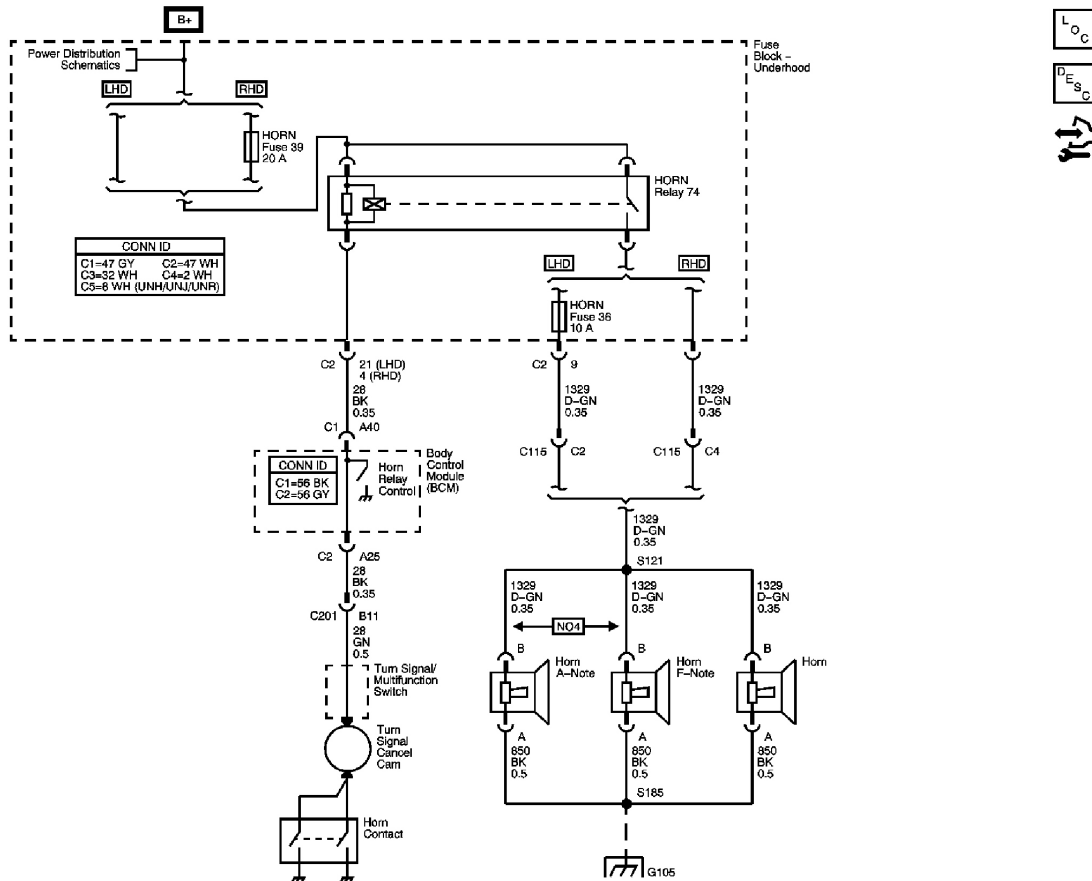 B+
Power Distribution
Schematics
Fuse
Block –
Underhood
LHD
RHD
HORN
Fuse 39
20 A
HORN
Relay 74
CONN ID
C1=47 GY C2=47 WH
C3=32 WH C4=2 WH
C5=8 WH (UNH/UNJ/UNR)
LHD
RHD
HORN
Fuse 36
10 A
C2
21 (LHD)
4 (RHD)
28
BK
0.35
C1 A40
C2 9
1329
D–GN
0.35
1329
D–GN
0.35
C115 C2
C115 C4
CONN ID
C1=56 BK
C2=56 GY
Horn
Relay
Control
Body
Control
Module
(BCM)
C2 A25
28
BK
0.35
C201 B11
28
GN
0.5
1329
D–GN
0.35
S121
1329
D–GN
0.35
1329
D–GN
0.35
1329
D–GN
0.35
NO4
B
Horn
A–Note
B
Horn
F–Note
B
Horn
Turn Signal/
Multifunction
Switch
Turn
Signal
Cancel
Cam
A
850
BK
0.5
A
850
BK
0.5
A
850
BK
0.5
S185
Horn
Contact
G105
LOC
DESC